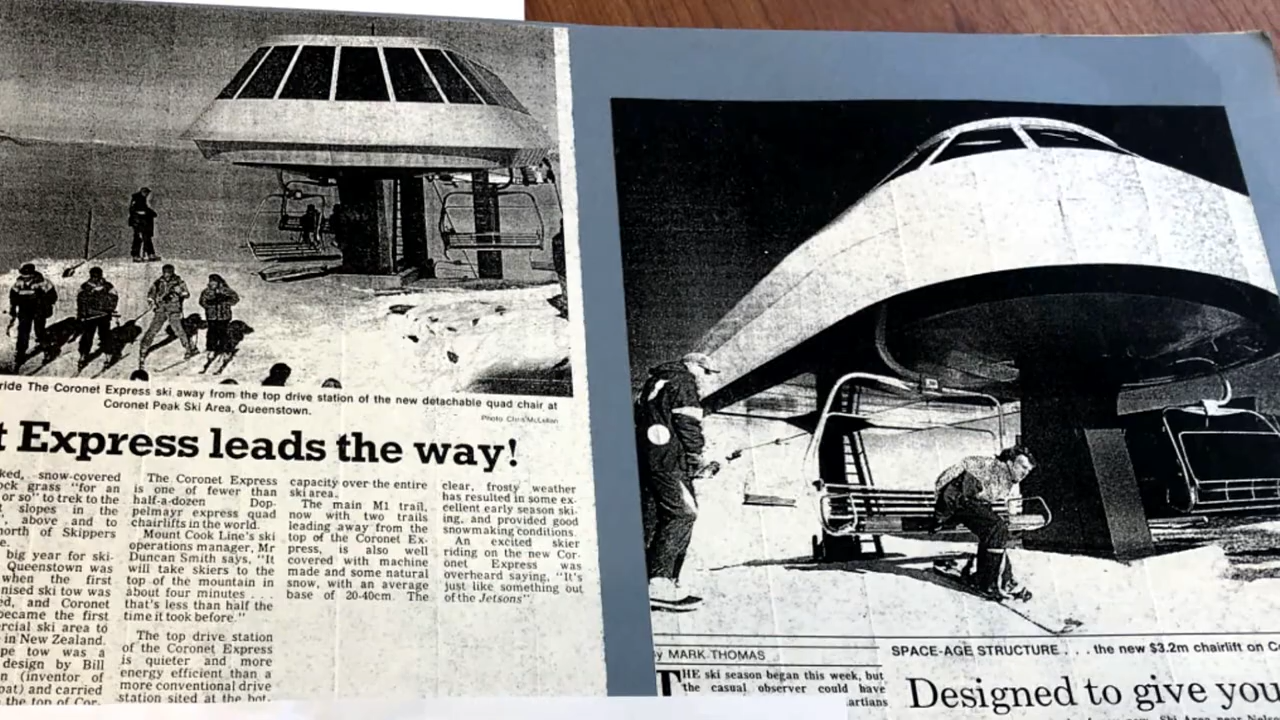 ride The Coronet Express ski away from the top drive station of the new detachable quad chair at
Coronet Peak Ski Area, Queenstown.
Photo Chris McLellan
t Express leads the way!
ked, snow-covered
ock grass "for an
or so" to trek to the
t slopes in the
", above and to
north of Skippers
e.
big year for ski-
Queenstown was
when the first
nised ski tow was
ed, and Coronet
became the first
rcial ski area to
in New Zealand.
pe tow was a
design by Bill
n (inventor of
oat) and carried
the top of Cor-
The Coronet Express
is one of fewer than
half-a-dozen Dop-
pelmayr express quad
chairlifts in the world.
Mount Cook Line's ski
operations manager, Mr
Duncan Smith says, "It
will take skiers to the
top of the mountain in
about four minutes . . .
that's less than half the
time it took before."
The top drive station
of the Coronet Express
is quieter and more
energy efficient than a
more conventional drive
station sited at the bot-
capacity over the entire
ski area.
The main M1 trail,
now with two trails
leading away from the
top of the Coronet Ex-
press, is also well
covered with machine
made and some natural
snow, with an average
base of 20-40cm. The
clear, frosty weather
has resulted in some ex-
cellent early season ski-
ing, and provided good
snowmaking conditions.
An excited skier
riding on the new Cor-
onet Express was
overheard saying, "It's
just like something out
of the Jetsons".
y MARK THOMAS
THE ski season began this week, but
the casual observer could have
artians
SPACE-AGE STRUCTURE . . . the new $3.2m chairlift on Co
Designed to give you